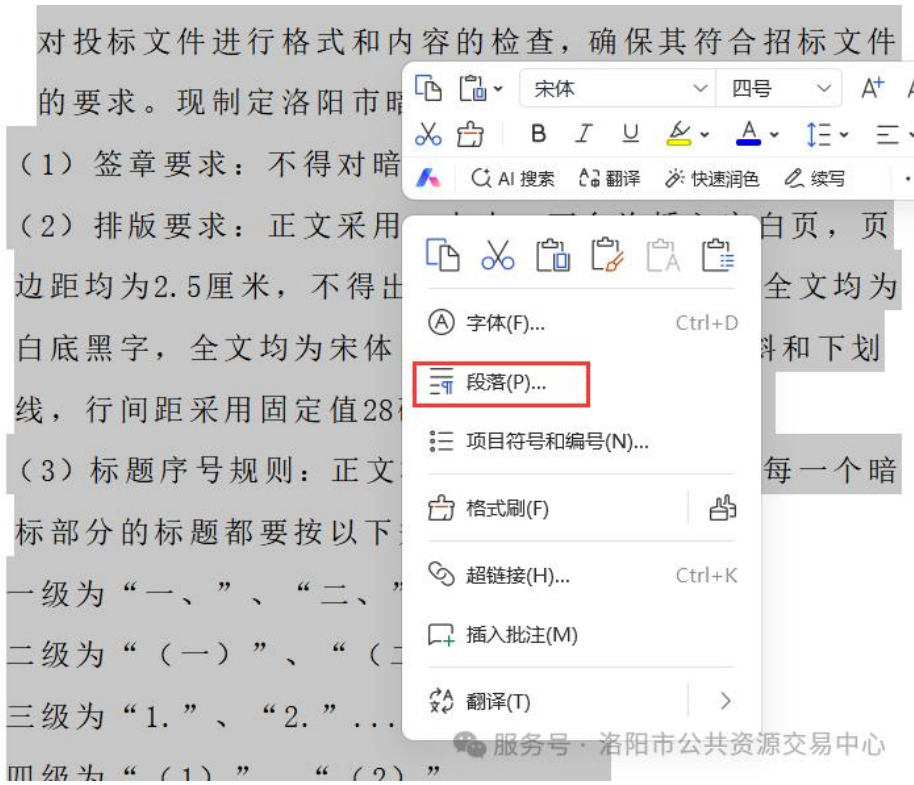 对投标文件进行格式和内容的检查，确保其符合招标文件
的要求。现制定洛阳市暗
宋体 四号 A+
（1）签章要求：不得对暗
B I U A
AI 搜索 翻译 快速润色 续写
（2）排版要求：正文采用
白页，页
边距均为2.5厘米，不得出
全文均为
字体(F)... Ctrl+D
白底黑字，全文均为宋体
斜和下划
段落(P)...
线，行间距采用固定值28
项目符号和编号(N)...
（3）标题序号规则：正文
每一个暗
格式刷(F)
标部分的标题都要按以下
超链接(H)... Ctrl+K
一级为“一、”、“二、”
插入批注(M)
二级为“（一）”、“（二
翻译(T)
三级为“1.”、“2.”...
服务号 · 洛阳市公共资源交易中心
四级为“（1）”、“（2）”